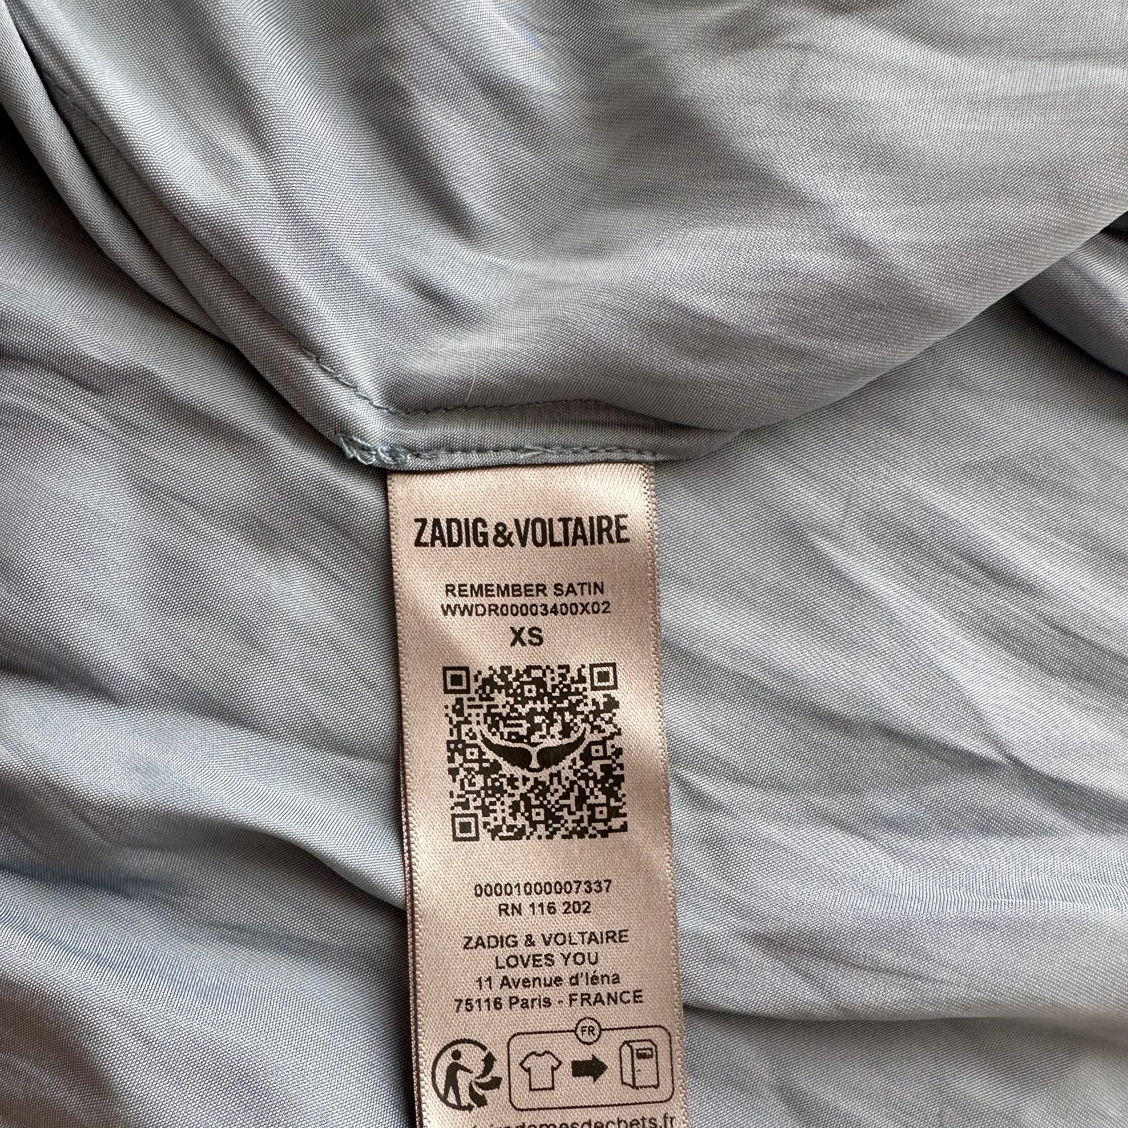 ZADIG&VOLTAIRE
REMEMBER SATIN
WWDR00003400X02
XS
00001000007337
RN 116 202
ZADIG & VOLTAIRE
LOVES YOU
11 Avenue d'Iéna
75116 Paris - FRANCE
FR